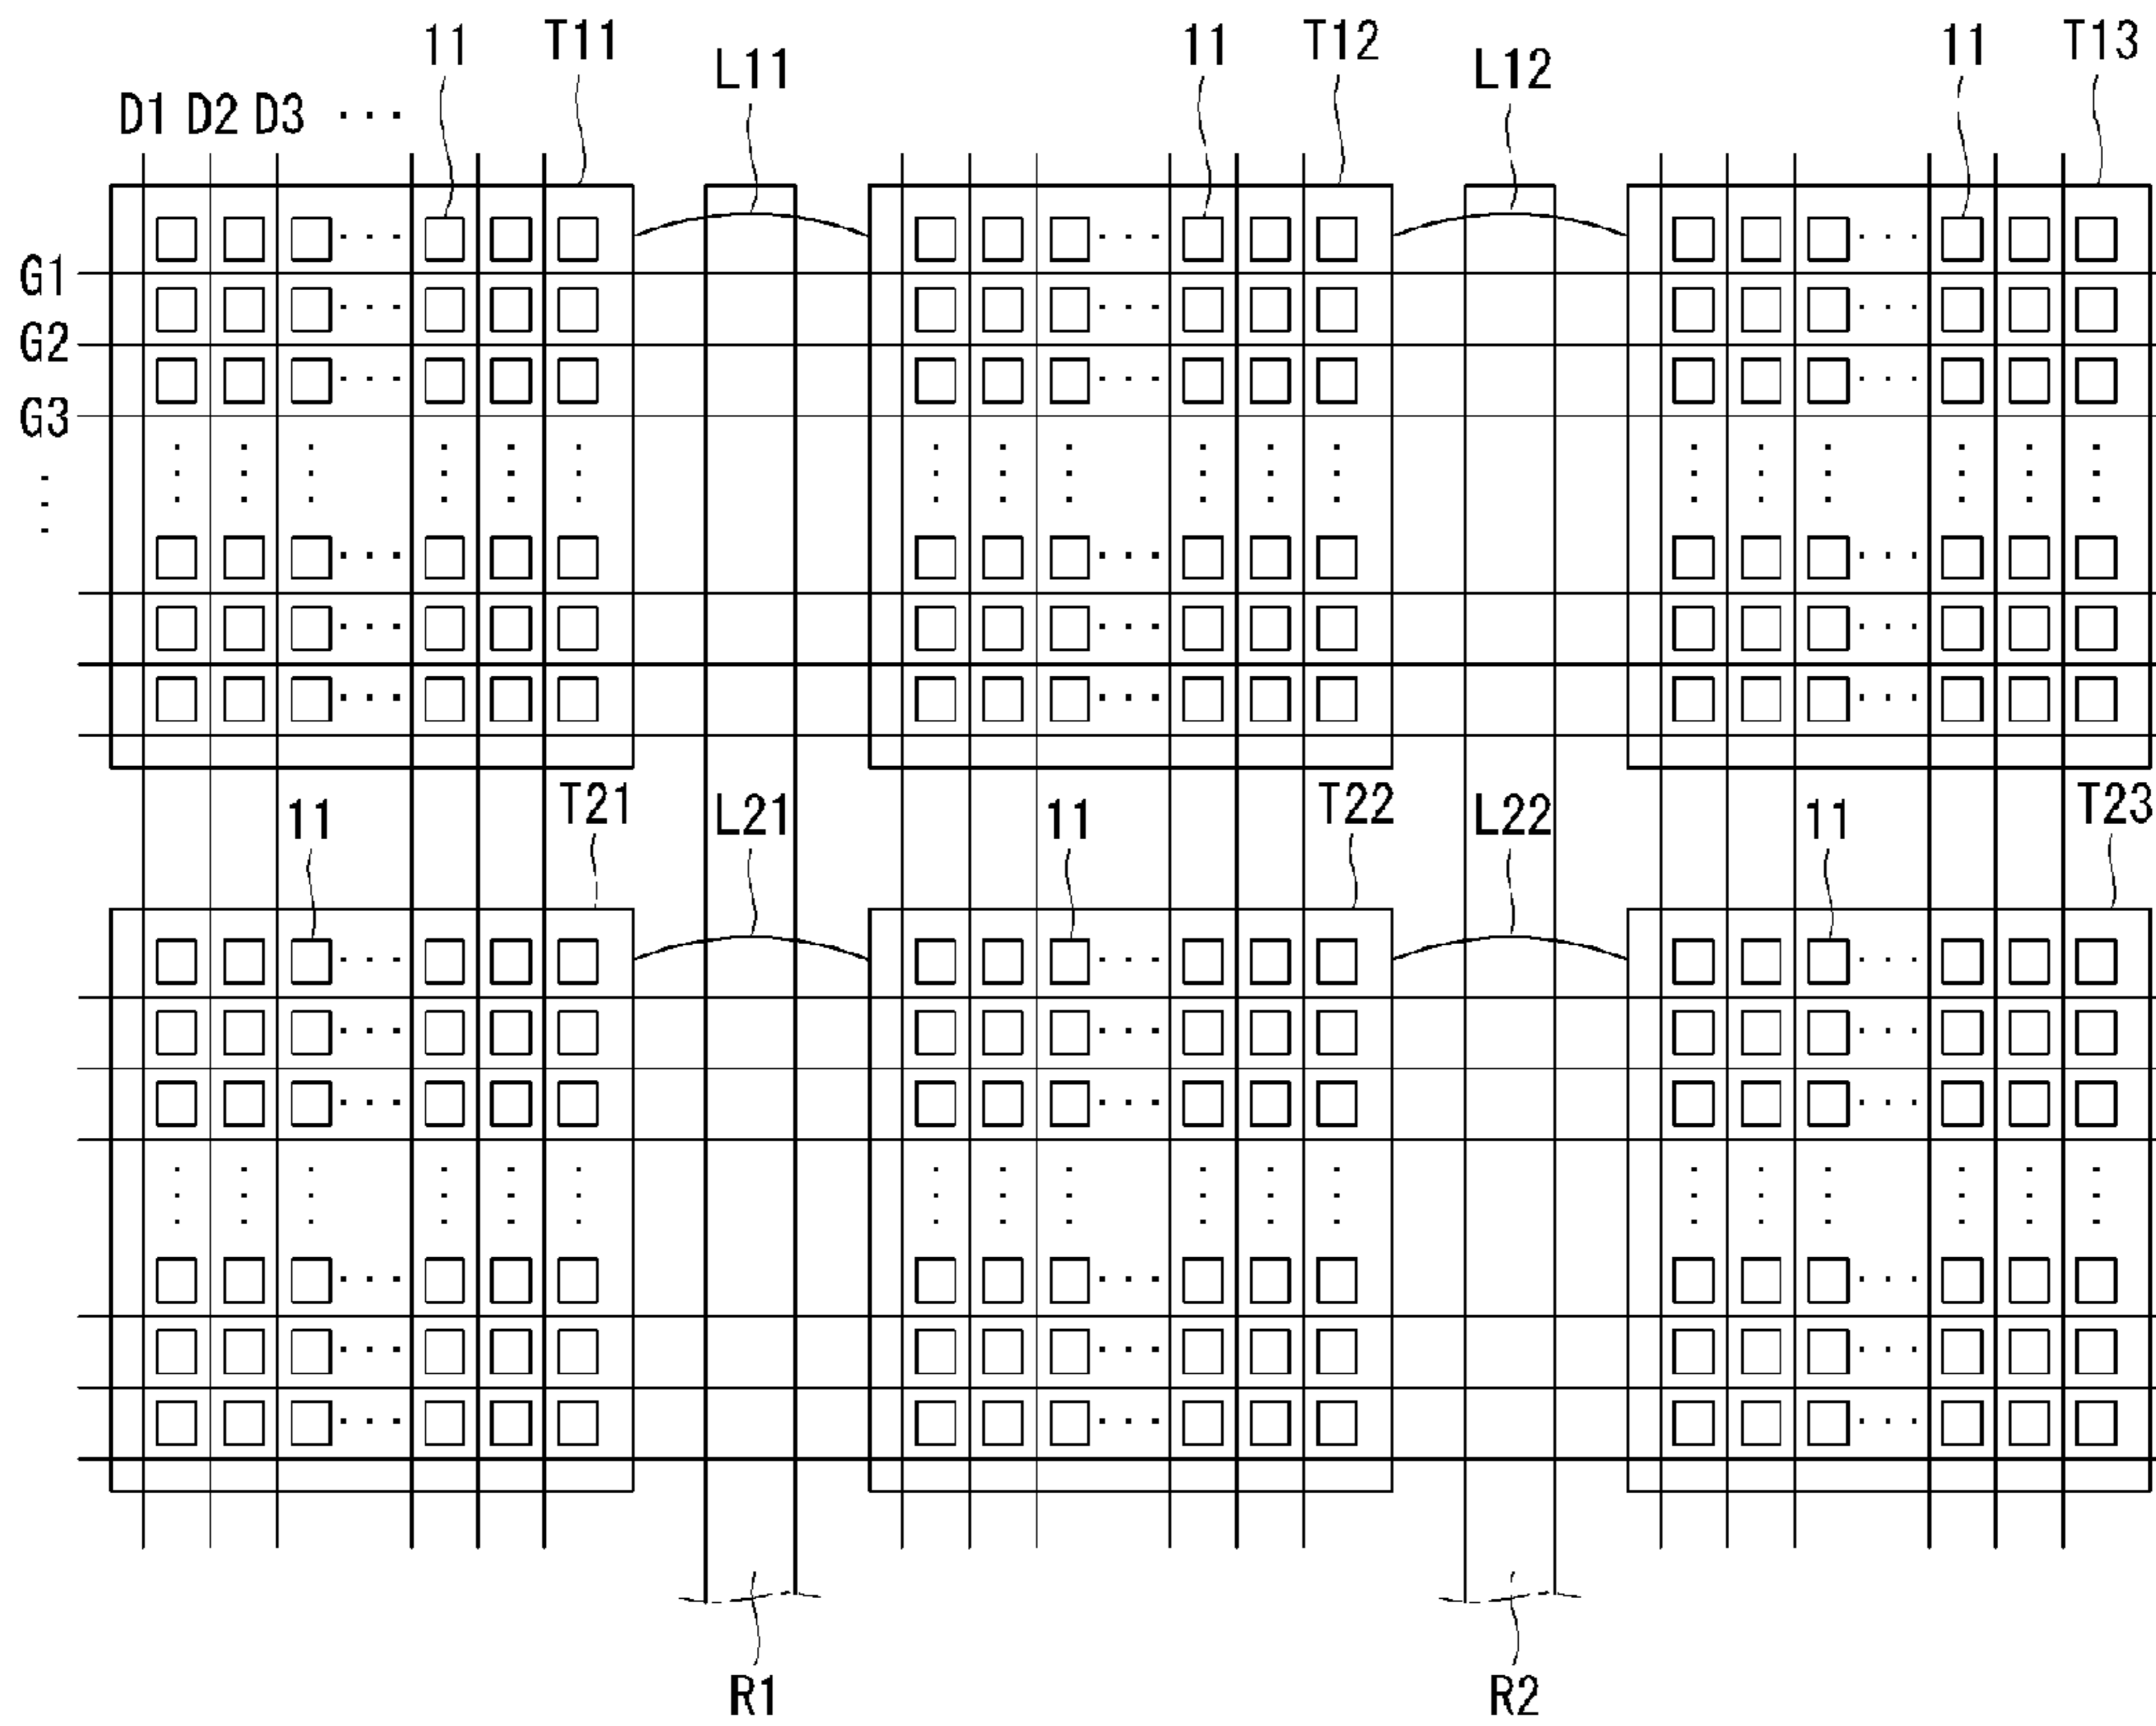 11 T11 L11 11 T12 L12 11 T13
D1 D2 D3 ···
G1
G2
G3
11 T21 L21 11 T22 L22 11 T23
R1 R2